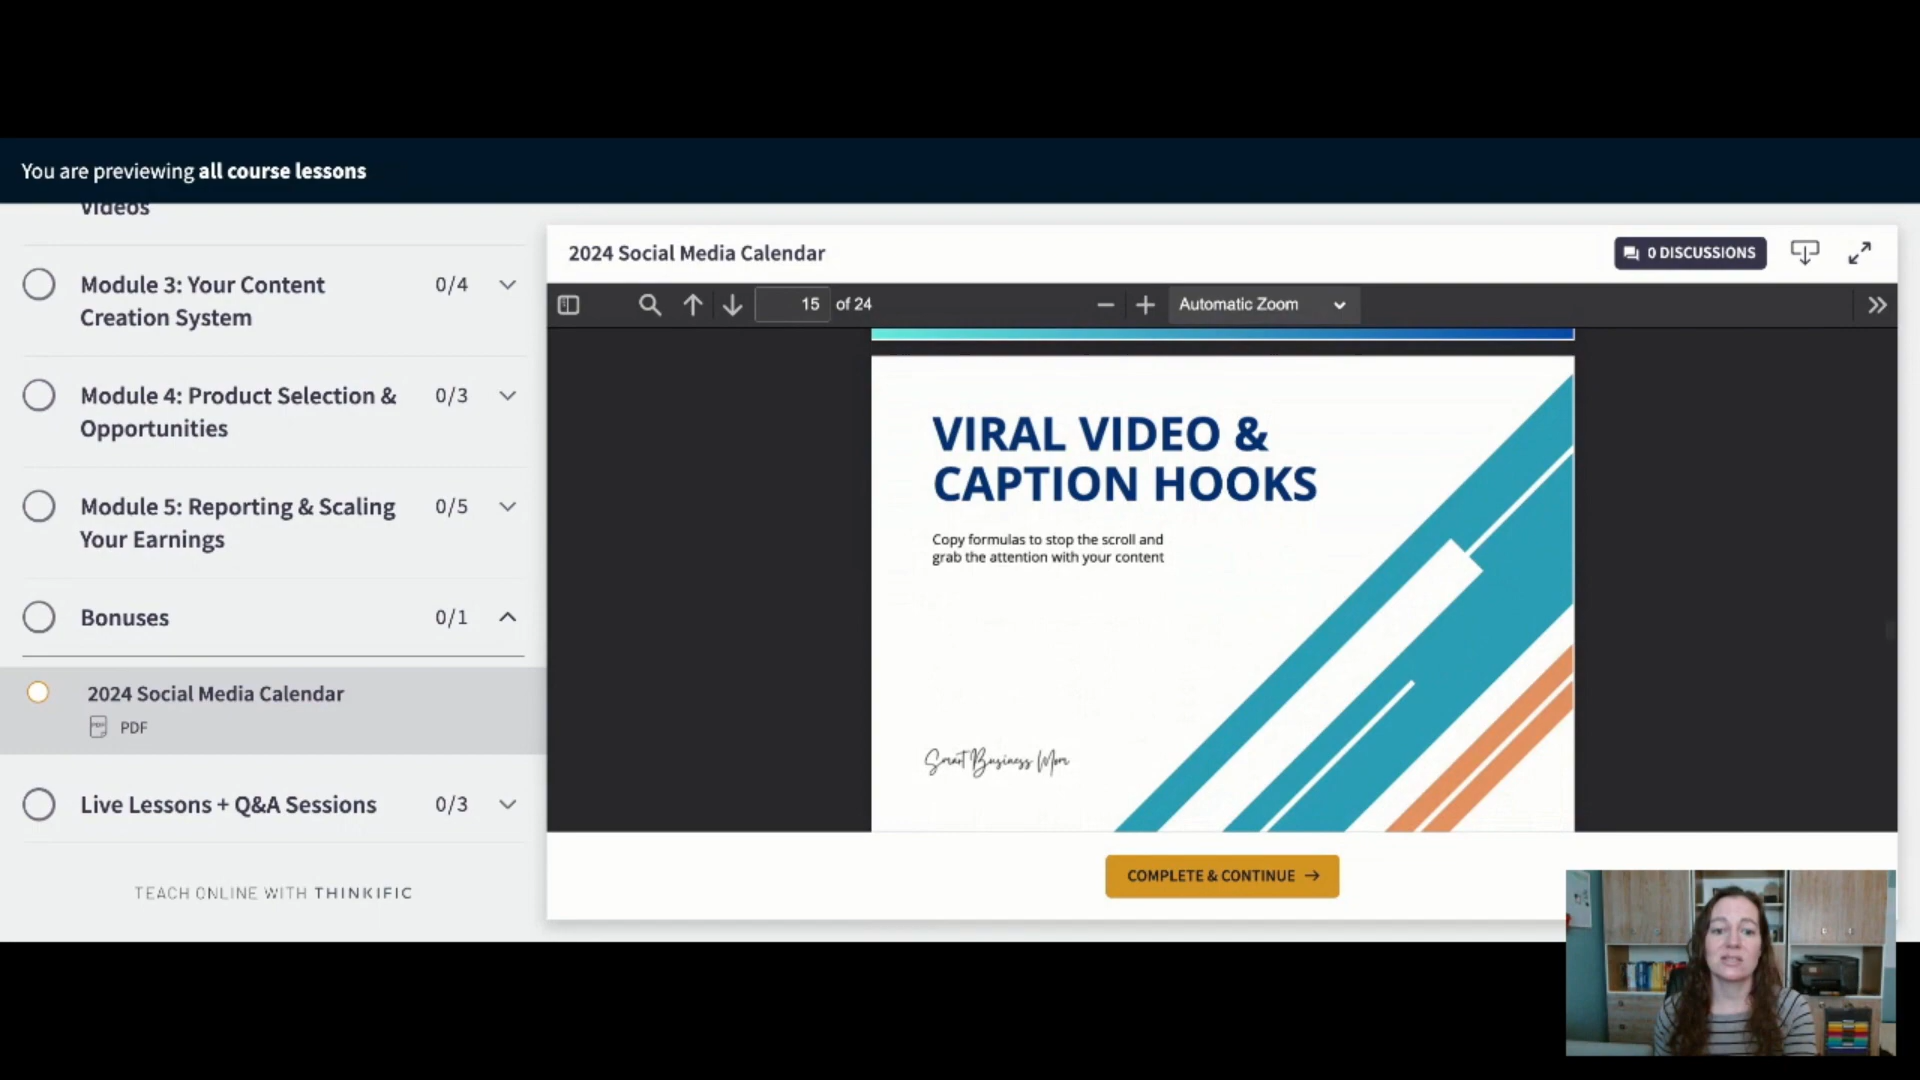 You are previewing all course lessons
Videos
Module 3: Your Content
Creation System
0/4
Module 4: Product Selection &
Opportunities
0/3
Module 5: Reporting & Scaling
Your Earnings
0/5
Bonuses
0/1
2024 Social Media Calendar
PDF
Live Lessons + Q&A Sessions
0/3
TEACH ONLINE WITH THINKIFIC
2024 Social Media Calendar
0 DISCUSSIONS
15 of 24
Automatic Zoom
VIRAL VIDEO &
CAPTION HOOKS
Copy formulas to stop the scroll and
grab the attention with your content
Smart Business Mom
COMPLETE & CONTINUE →